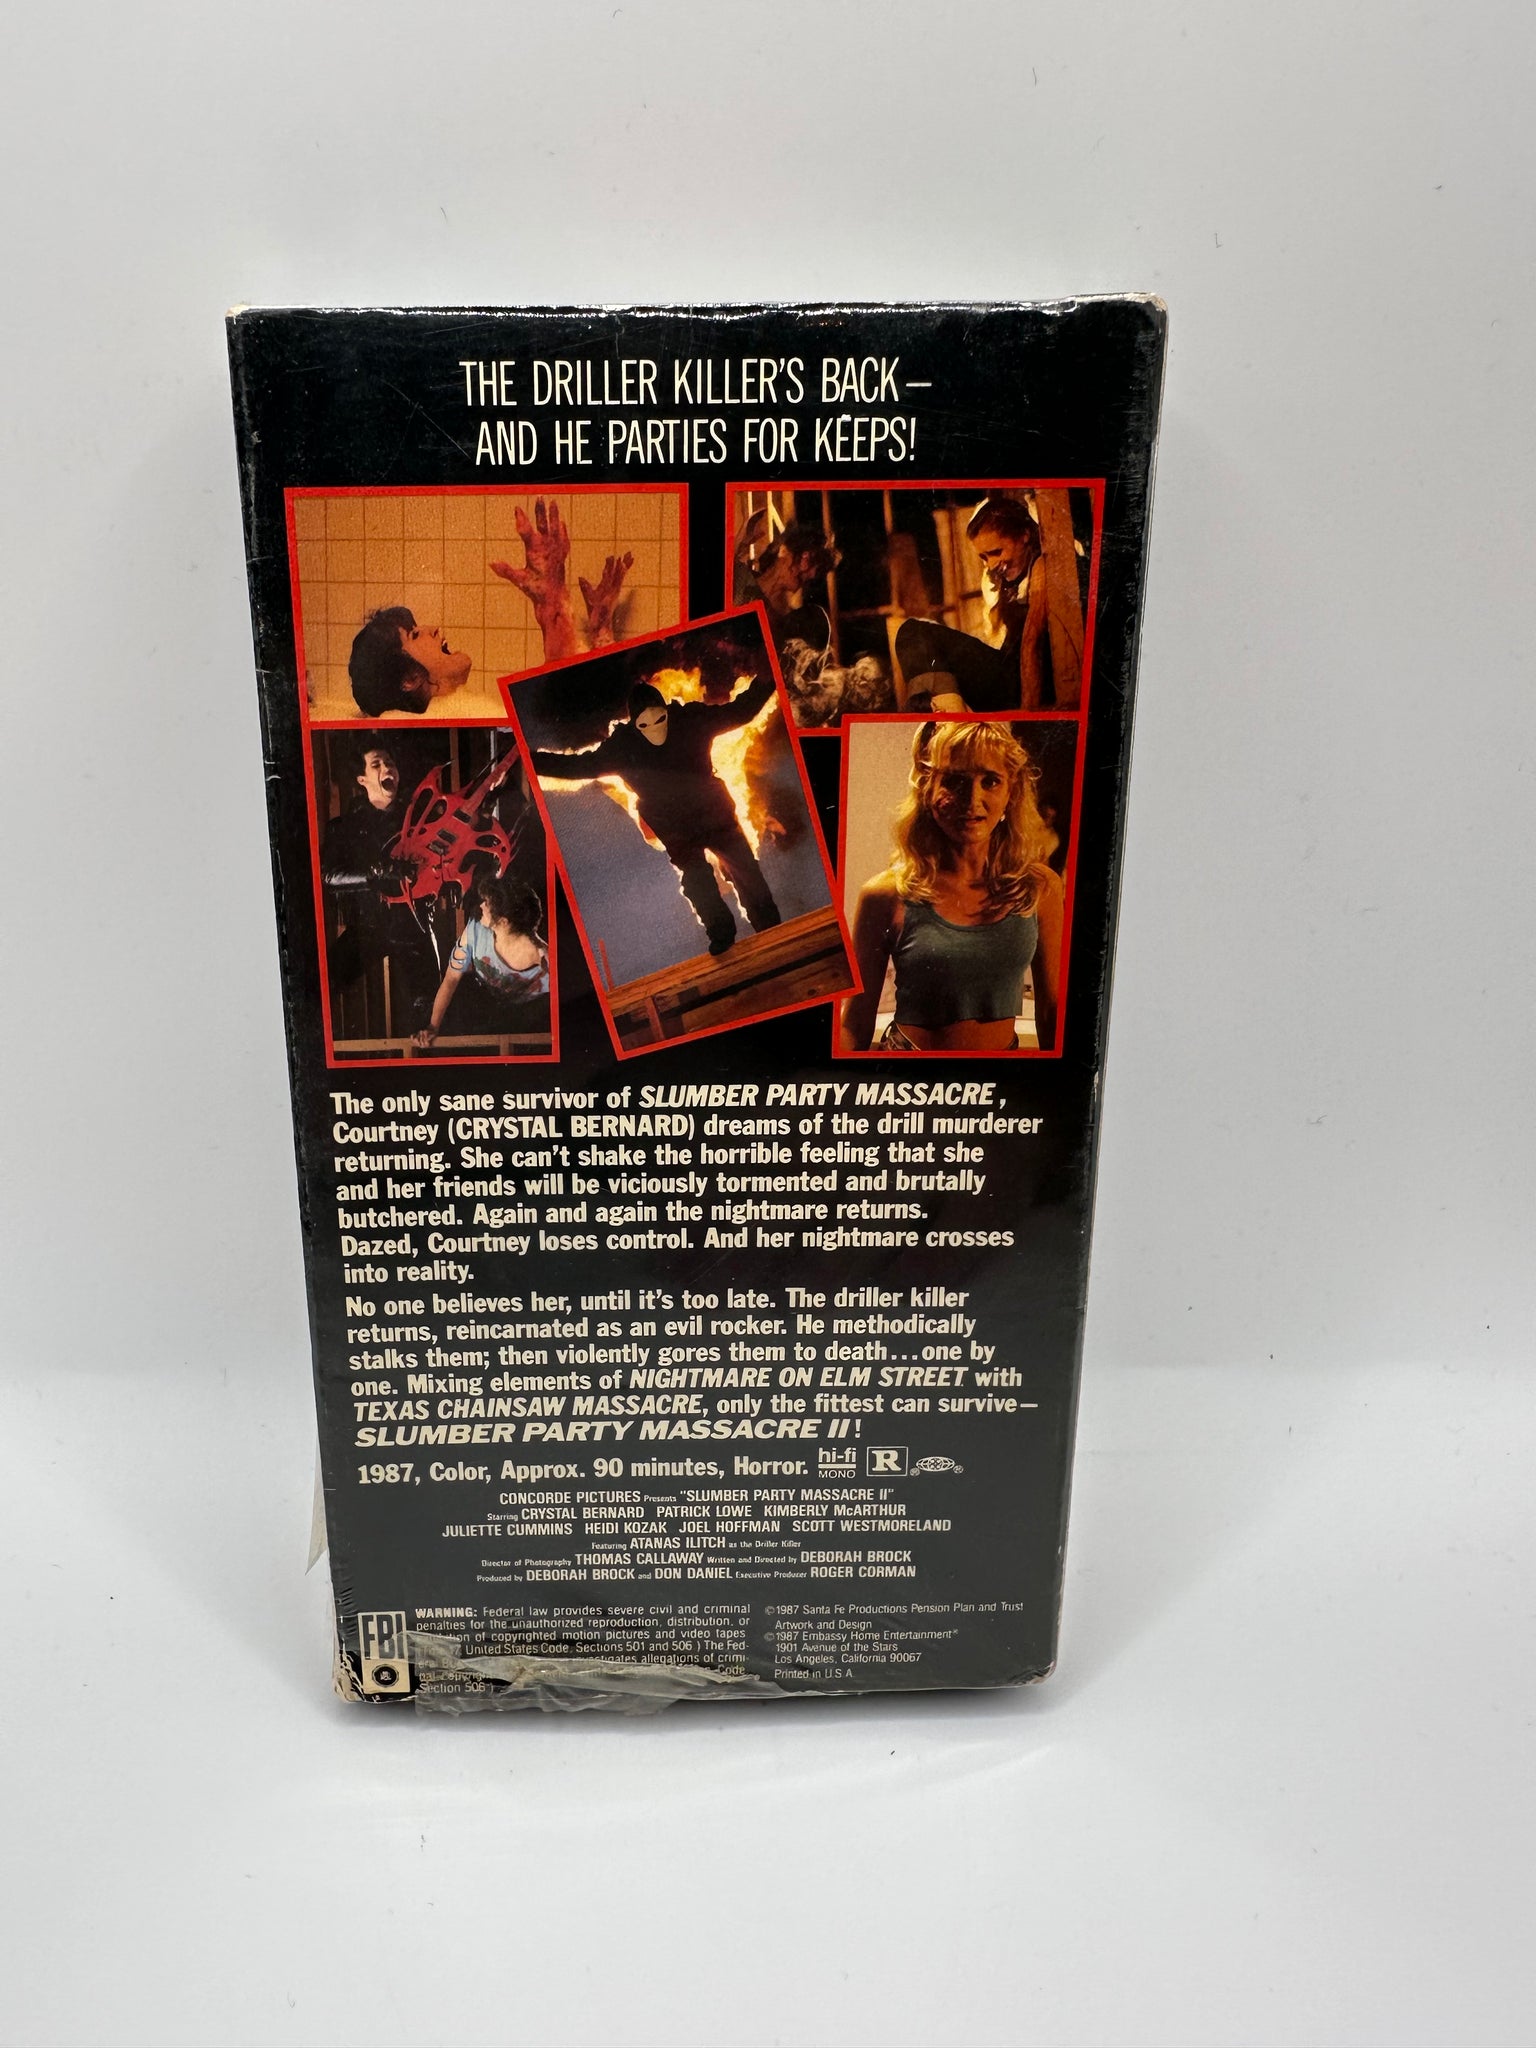 THE DRILLER KILLER'S BACK—
AND HE PARTIES FOR KEEPS!
The only sane survivor of SLUMBER PARTY MASSACRE,
Courtney (CRYSTAL BERNARD) dreams of the drill murderer
returning. She can't shake the horrible feeling that she
and her friends will be viciously tormented and brutally
butchered. Again and again the nightmare returns.
Dazed, Courtney loses control. And her nightmare crosses
into reality.
No one believes her, until it's too late. The driller killer
returns, reincarnated as an evil rocker. He methodically
stalks them; then violently gores them to death...one by
one. Mixing elements of NIGHTMARE ON ELM STREET with
TEXAS CHAINSAW MASSACRE, only the fittest can survive—
SLUMBER PARTY MASSACRE II!
1987, Color, Approx. 90 minutes, Horror. hi-fi MONO R ®
CONCORDE PICTURES Presents "SLUMBER PARTY MASSACRE II"
Starring CRYSTAL BERNARD PATRICK LOWE KIMBERLY McARTHUR
JULIETTE CUMMINS HEIDI KOZAK JOEL HOFFMAN SCOTT WESTMORELAND
Featuring ATANAS ILITCH as the Driller Killer
Director of Photography THOMAS CALLAWAY Written and Directed by DEBORAH BROCK
Produced by DEBORAH BROCK and DON DANIEL Executive Producer ROGER CORMAN
FBI
WARNING: Federal law provides severe civil and criminal
penalties for the unauthorized reproduction, distribution, or
of copyrighted motion pictures and video tapes
United States Code, Sections 501 and 506.) The Fed-
allegations of crimi-
Code
Section 506)
©1987 Santa Fe Productions Pension Plan and Trust
Artwork and Design
©1987 Embassy Home Entertainment®
1901 Avenue of the Stars
Los Angeles, California 90067
Printed in U.S.A.